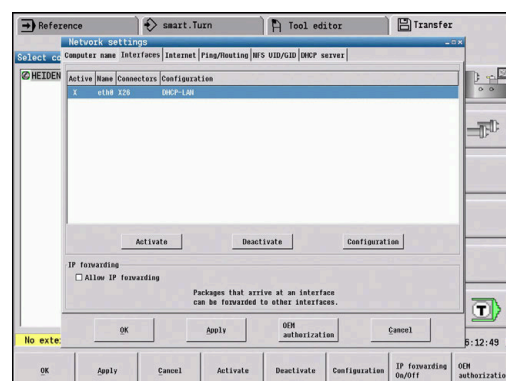 Reference
smart.Turn
Tool editor
Transfer
Network settings
Select co
Computer name Interfaces Internet Ping/Routing NFS UID/GID DHCP server
HEIDEN
Active Name Connectors Configuration
X eth0 X26 DHCP-LAN
Activate Deactivate Configuration
IP forwarding
Allow IP forwarding
Packages that arrive at an interface
can be forwarded to other interfaces.
OK Apply OEM authorization Cancel
No exte
T
6:12:49
OK Apply Cancel Activate Deactivate Configuration IP forwarding On/Off OEM authorizatio